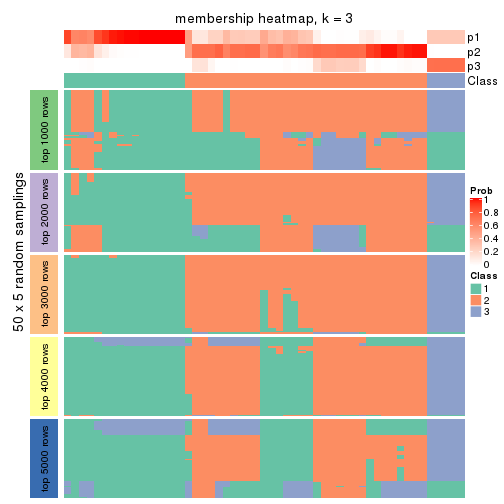 membership heatmap, k = 3
p1
p2
p3
Class
50 x 5 random samplings
top 1000 rows
top 2000 rows
top 3000 rows
top 4000 rows
top 5000 rows
Prob
1
0.8
0.6
0.4
0.2
0
Class
1
2
3